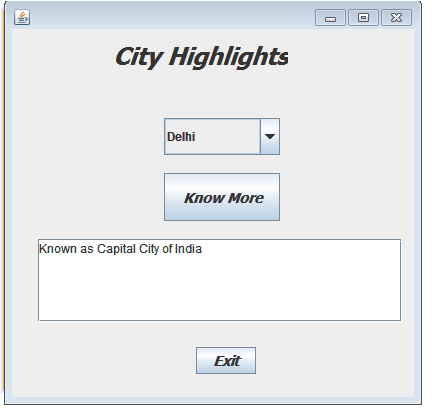 City Highlights
Delhi
Know More
Known as Capital City of India
Exit